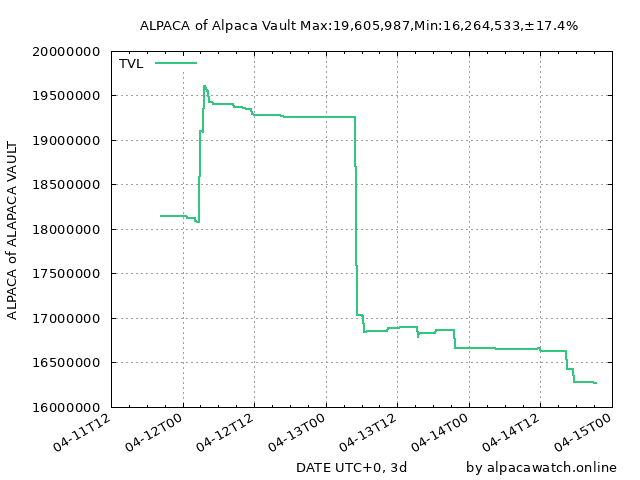 ALPACA of Alpaca Vault Max:19,605,987,Min:16,264,533,±17.4%
TVL
20000000
19500000
19000000
18500000
18000000
17500000
17000000
16500000
16000000
ALPACA of ALAPACA VAULT
04-11T12
04-12T00
04-12T12
04-13T00
04-13T12
04-14T00
04-14T12
04-15T00
DATE UTC+0, 3d
by alpacawatch.online